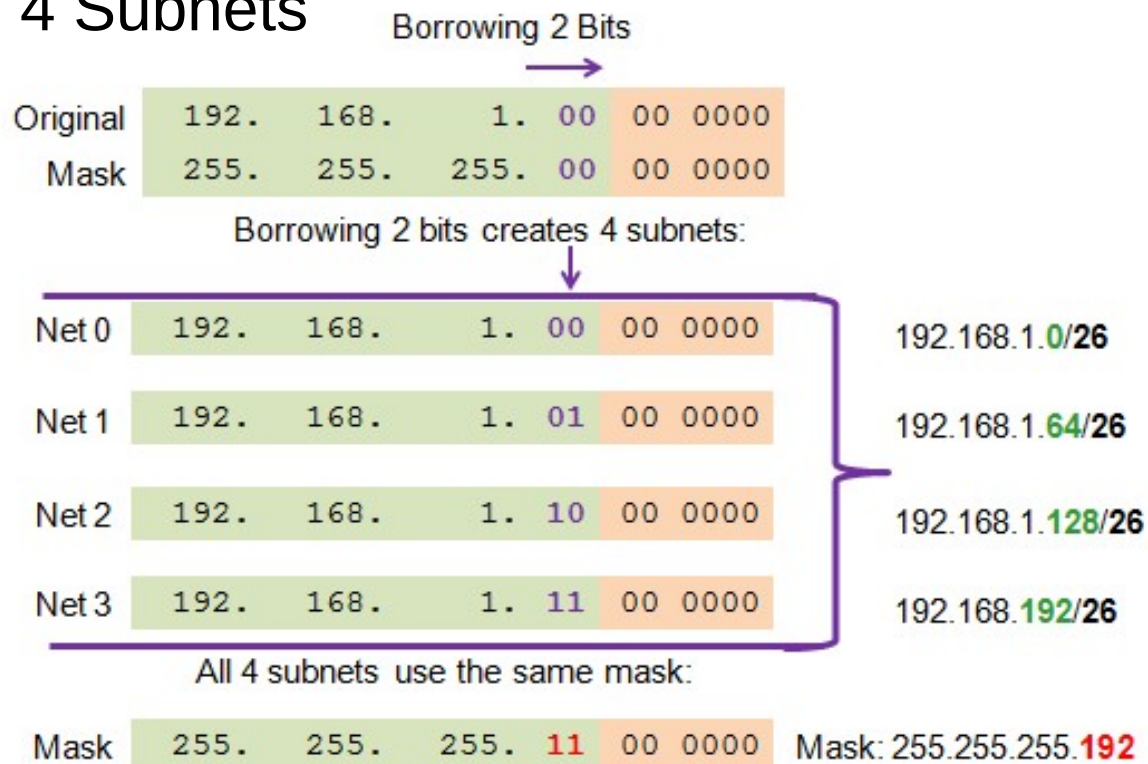 4 Subnets
Borrowing 2 Bits
Original 192. 168. 1. 00 00 0000
Mask 255. 255. 255. 00 00 0000
Borrowing 2 bits creates 4 subnets:
Net 0 192. 168. 1. 00 00 0000 192.168.1.0/26
Net 1 192. 168. 1. 01 00 0000 192.168.1.64/26
Net 2 192. 168. 1. 10 00 0000 192.168.1.128/26
Net 3 192. 168. 1. 11 00 0000 192.168.192/26
All 4 subnets use the same mask:
Mask 255. 255. 255. 11 00 0000 Mask: 255.255.255.192